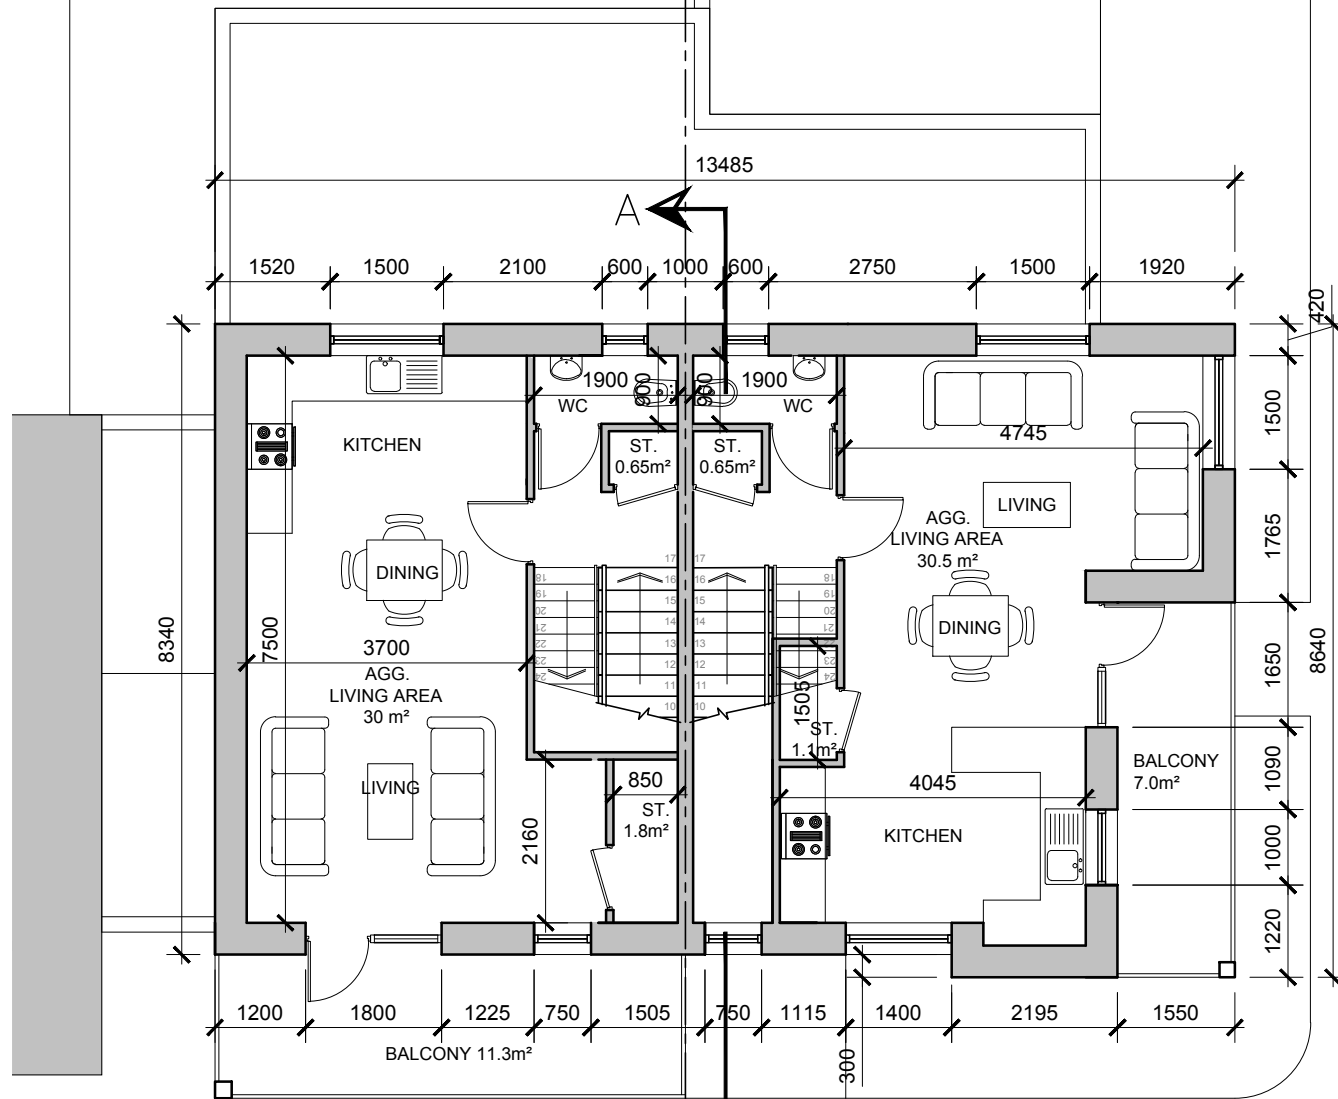 13485
A
1520 1500 2100 600 1000 600 2750 1500 1920
420
1900 900 900 1900
WC WC
KITCHEN
ST. ST.
0.65m² 0.65m²
4745
1500
LIVING
AGG.
LIVING AREA
30.5 m²
1765
DINING
17 17
18 16 16 18
19 15 15 19
20 14 14 20
21 13 13 21
22 12 12 22
23 11 11 23
24 10 10 24
DINING
8340
7500
3700
AGG.
LIVING AREA
30 m²
1650
8640
1505
ST.
1.1m²
BALCONY
7.0m²
1090
LIVING
850
ST.
1.8m²
2160
4045
KITCHEN
1000
1220
1200 1800 1225 750 1505 750 1115 1400 2195 1550
BALCONY 11.3m²
300